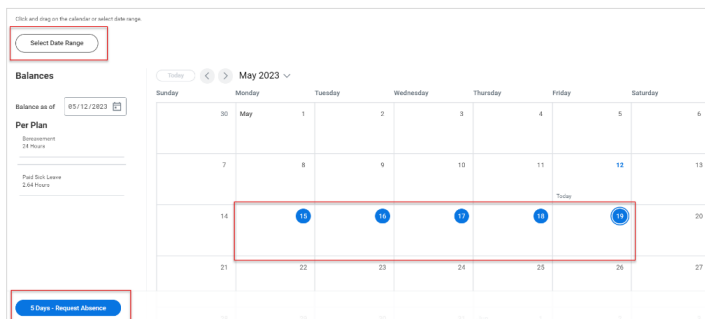 Click and drag on the calendar or select date range.
Select Date Range
Balances
Today
May 2023
Sunday Monday Tuesday Wednesday Thursday Friday Saturday
Balance as of 05/12/2023
30 May 1 2 3 4 5 6
Per Plan
Bereavement
24 Hours
7 8 9 10 11 12 13
Paid Sick Leave
2.64 Hours
Today
14 15 16 17 18 19 20
21 22 23 24 25 26 27
5 Days - Request Absence